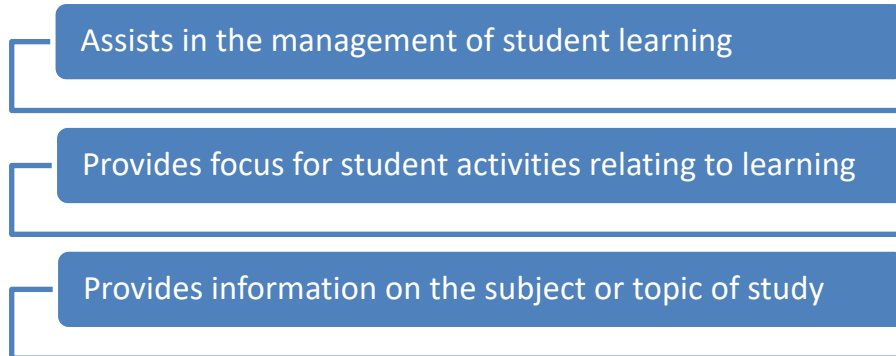 Assists in the management of student learning
Provides focus for student activities relating to learning
Provides information on the subject or topic of study